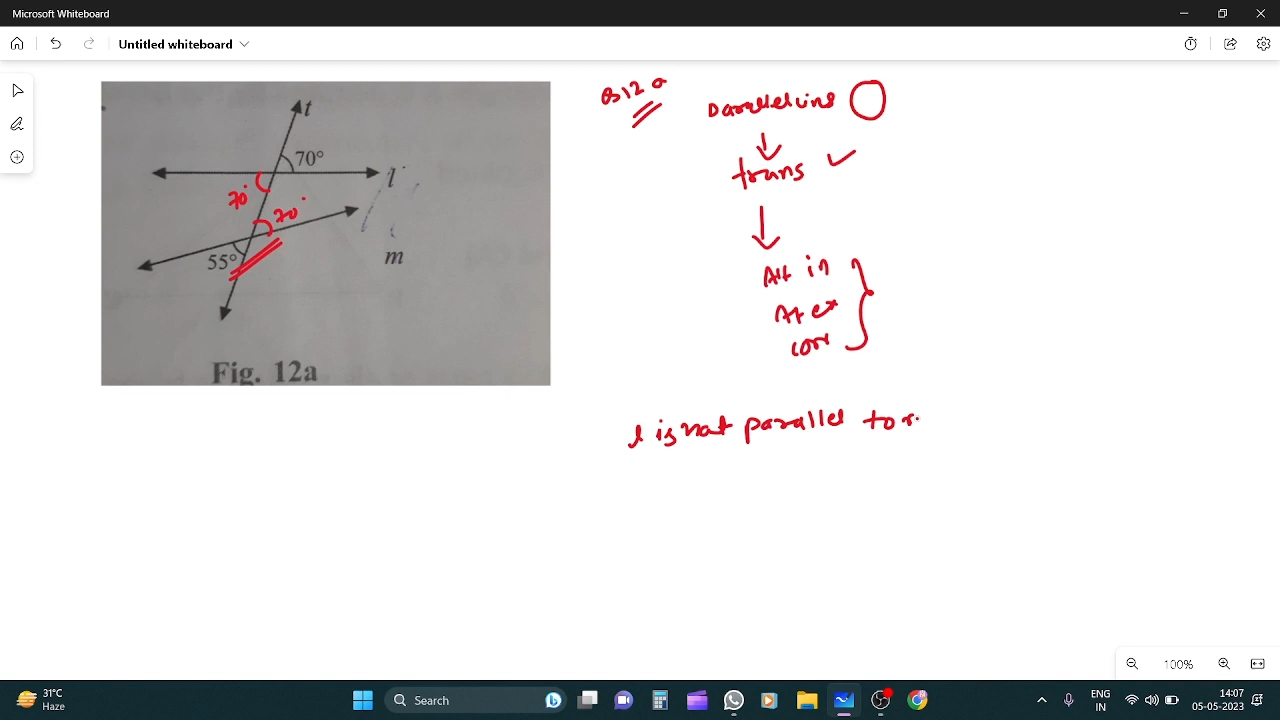 Microsoft Whiteboard
Untitled whiteboard
t
70°
l
70°
70°
55°
m
Fig. 12a
Q12 a
Parallel line
trans
Alt in
Alt ex
corr
l is not parallel to
100%
31°C
Haze
Search
ENG
IN
14:07
05-05-2023